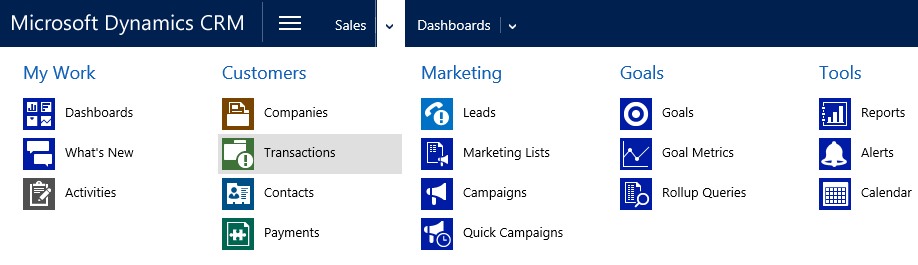 Microsoft Dynamics CRM Sales Dashboards
My Work Customers Marketing Goals Tools
Dashboards Companies Leads Goals Reports
What's New Transactions Marketing Lists Goal Metrics Alerts
Activities Contacts Campaigns Rollup Queries Calendar
Payments Quick Campaigns